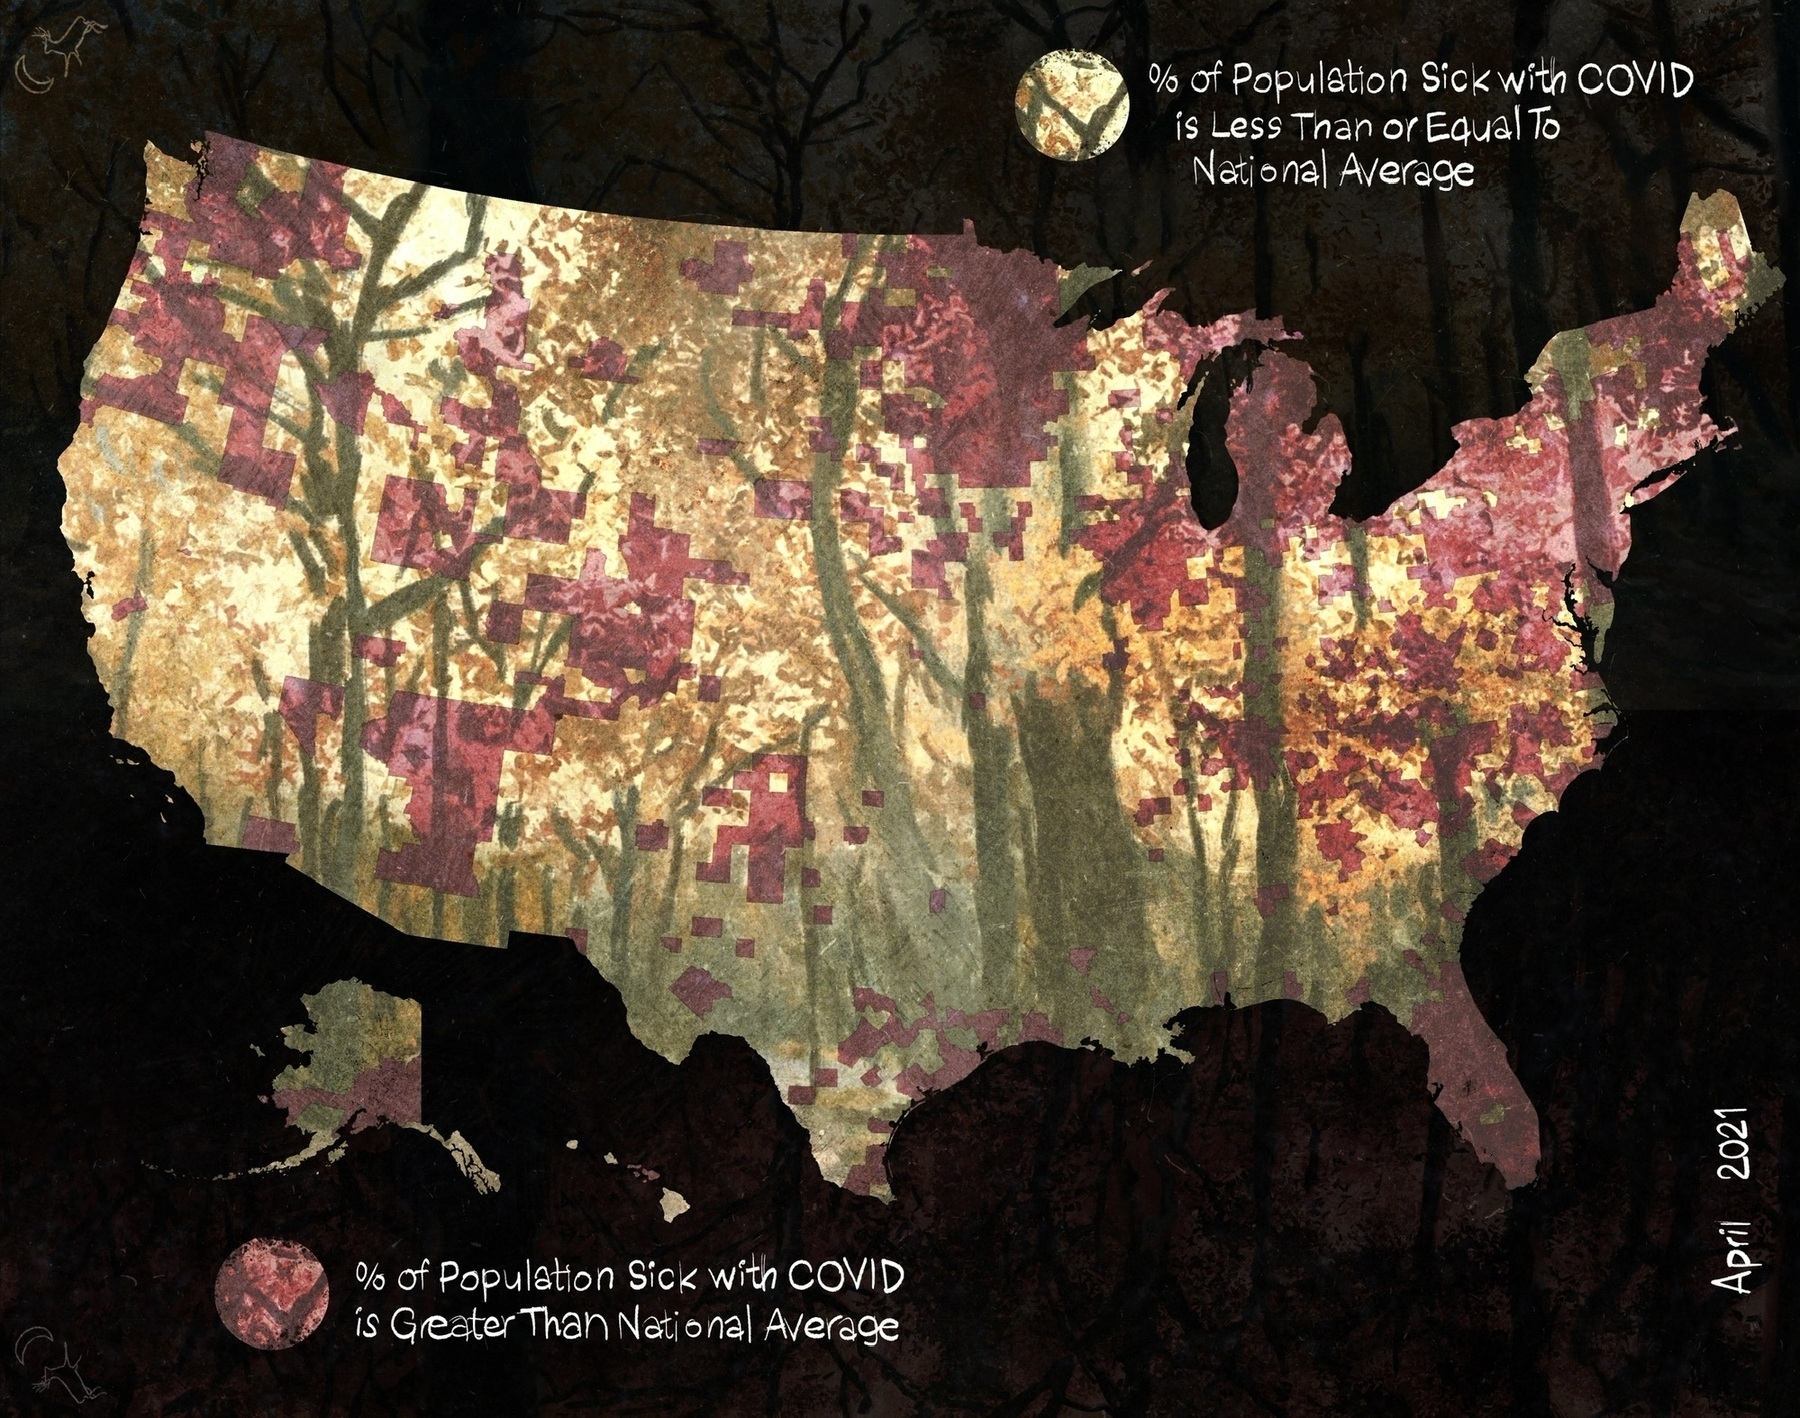 % of Population Sick with COVID
is Less Than or Equal To
National Average
% of Population Sick with COVID
is Greater Than National Average
April 2021